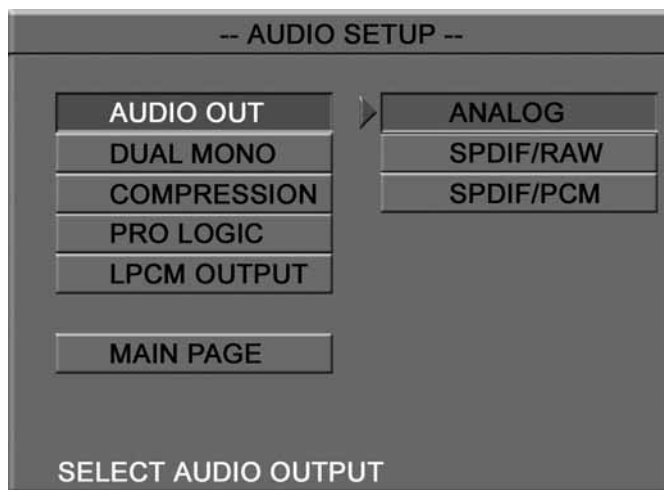 -- AUDIO SETUP --
AUDIO OUT
DUAL MONO
COMPRESSION
PRO LOGIC
LPCM OUTPUT
MAIN PAGE
ANALOG
SPDIF/RAW
SPDIF/PCM
SELECT AUDIO OUTPUT